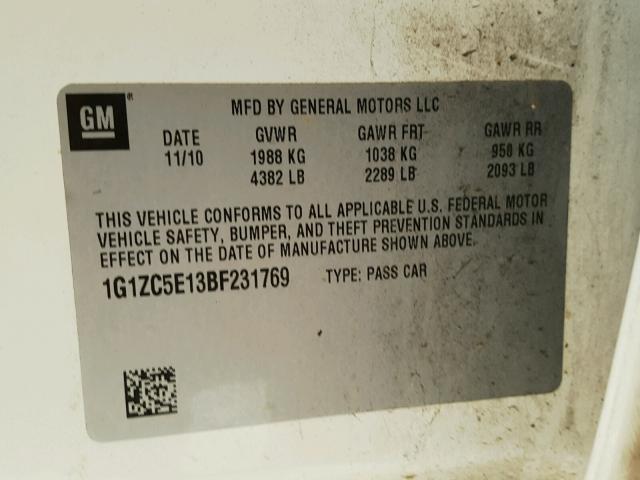 GM®
MFD BY GENERAL MOTORS LLC
DATE GVWR GAWR FRT GAWR RR
11/10 1988 KG 1038 KG 950 KG
4382 LB 2289 LB 2093 LB
THIS VEHICLE CONFORMS TO ALL APPLICABLE U.S. FEDERAL MOTOR
VEHICLE SAFETY, BUMPER, AND THEFT PREVENTION STANDARDS IN
EFFECT ON THE DATE OF MANUFACTURE SHOWN ABOVE.
1G1ZC5E13BF231769 TYPE: PASS CAR